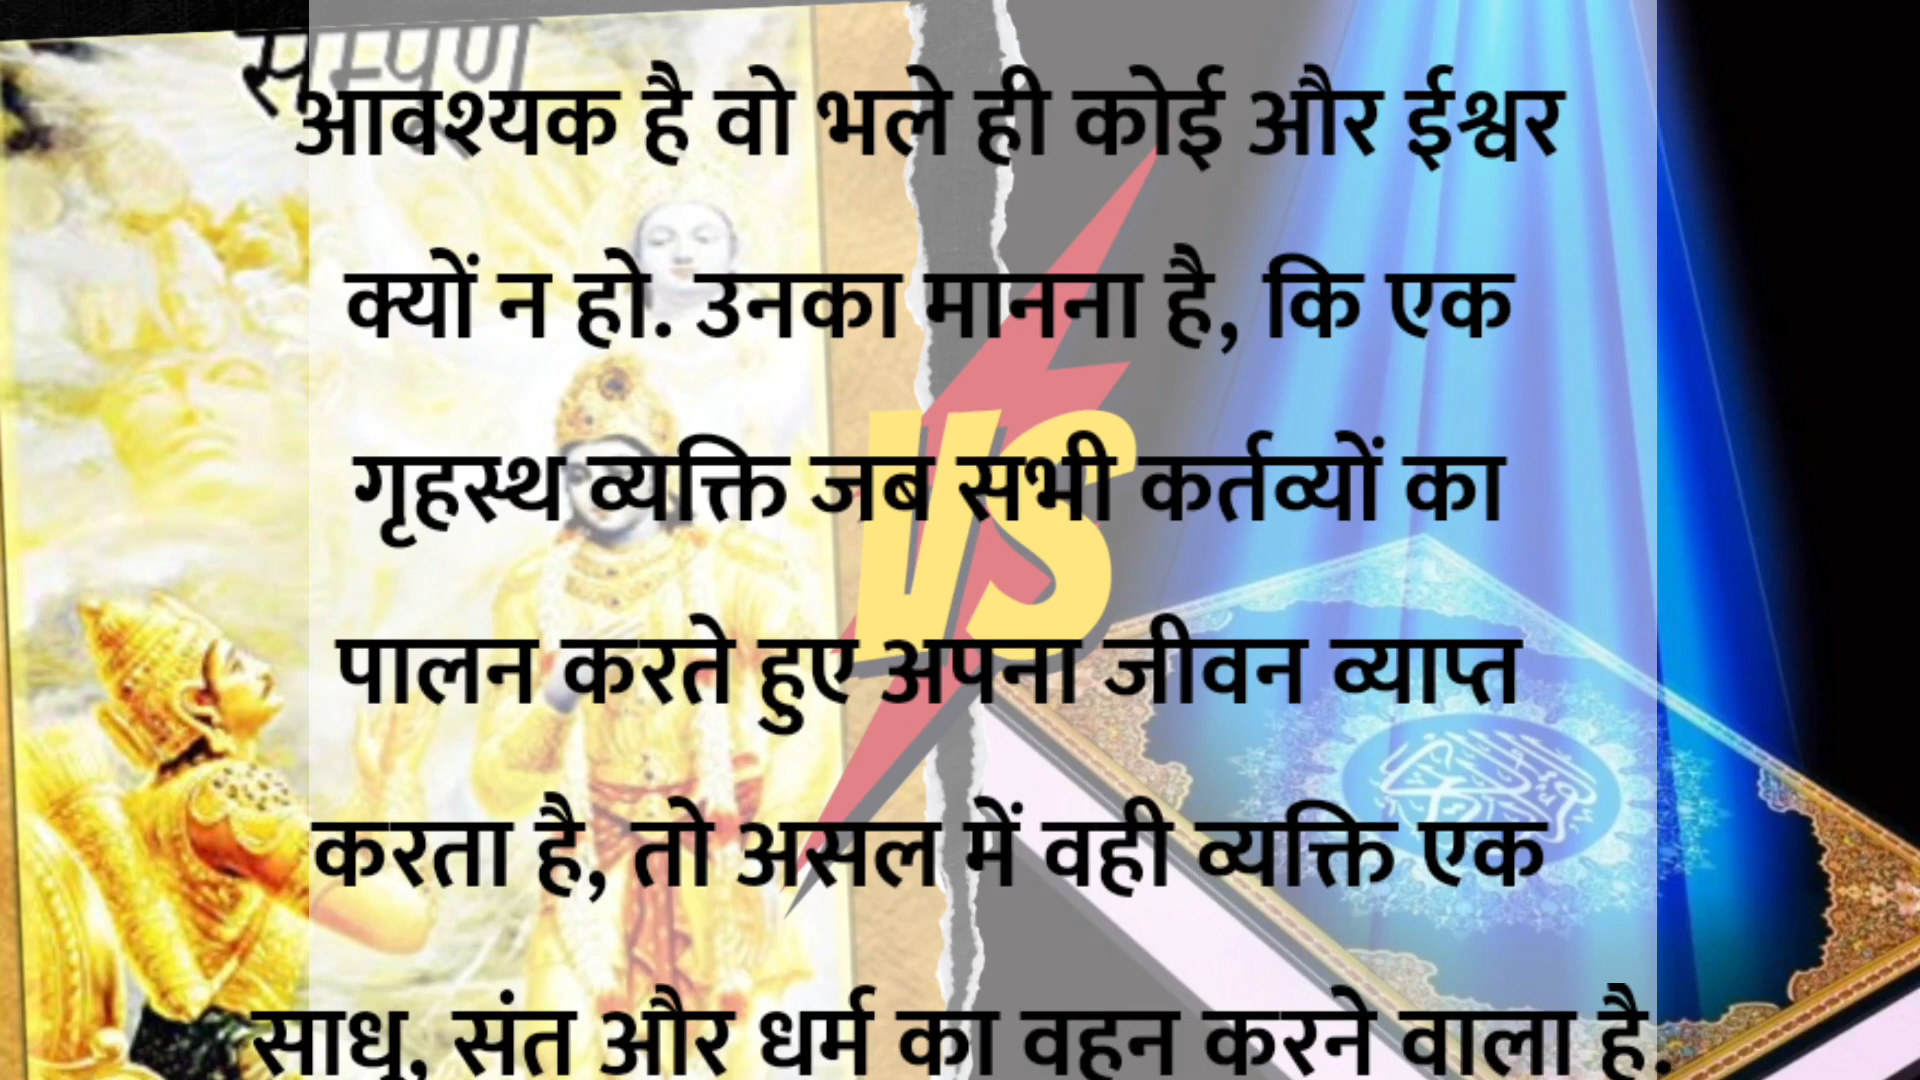 सम्पूर्ण
आवश्यक है वो भले ही कोई और ईश्वर
क्यों न हो. उनका मानना है, कि एक
गृहस्थ व्यक्ति जब सभी कर्तव्यों का
VS
पालन करते हुए अपना जीवन व्याप्त
करता है, तो असल में वही व्यक्ति एक
साधु, संत और धर्म का वहन करने वाला है.